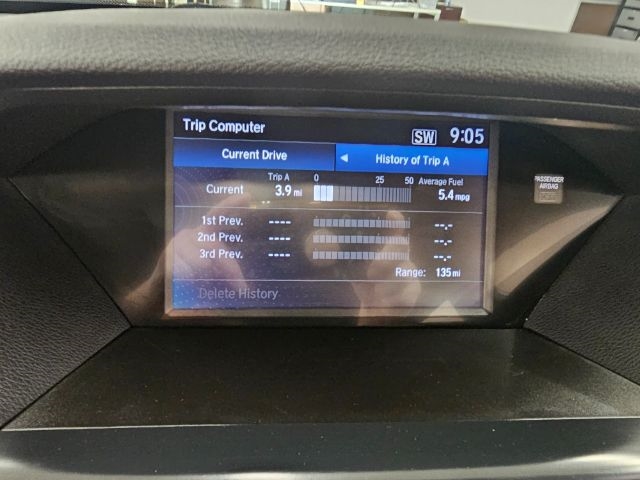 Trip Computer SW 9:05
Current Drive ◄ History of Trip A
Trip A 0 25 50 Average Fuel
Current 3.9 mi 5.4 mpg
1st Prev. ---- --.-
2nd Prev. ---- --.-
3rd Prev. ---- --.-
Range: 135 mi
Delete History
PASSENGER
AIRBAG